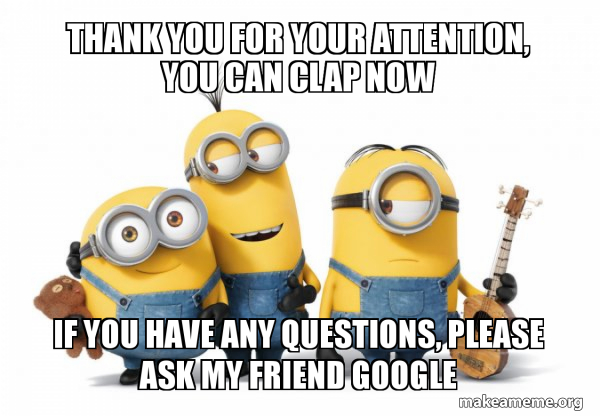 THANK YOU FOR YOUR ATTENTION,
YOU CAN CLAP NOW
IF YOU HAVE ANY QUESTIONS, PLEASE
ASK MY FRIEND GOOGLE
makeameme.org